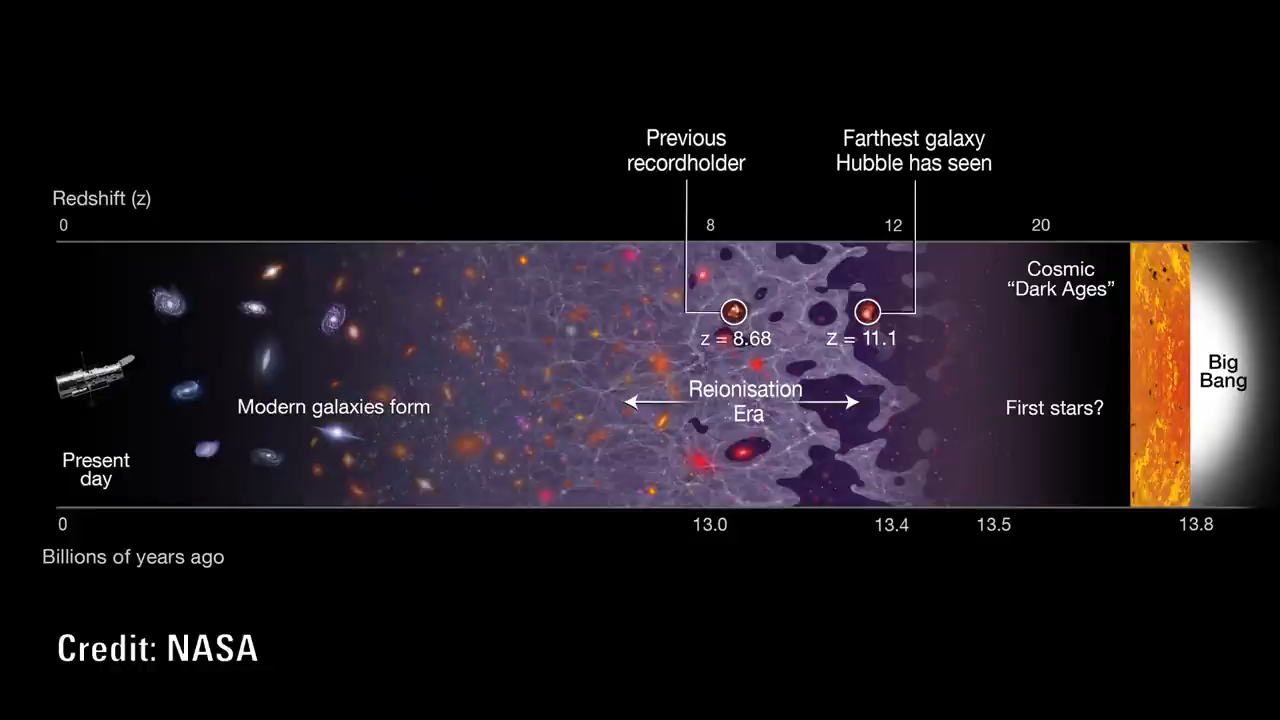 Previous
recordholder
Farthest galaxy
Hubble has seen
Redshift (z)
0
8
12
20
Cosmic
“Dark Ages”
z = 8.68
z = 11.1
Big
Bang
Reionisation
Era
Modern galaxies form
First stars?
Present
day
0
13.0
13.4
13.5
13.8
Billions of years ago
Credit: NASA